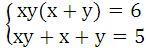 xy(x + y) = 6
xy + x + y = 5